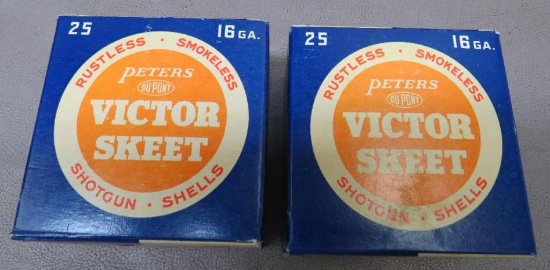 25 16 GA.
RUSTLESS · SMOKELESS
PETERS
DU PONT
VICTOR
SKEET
SHOTGUN · SHELLS
25 16 GA.
RUSTLESS · SMOKELESS
PETERS
DU PONT
VICTOR
SKEET
SHOTGUN · SHELLS